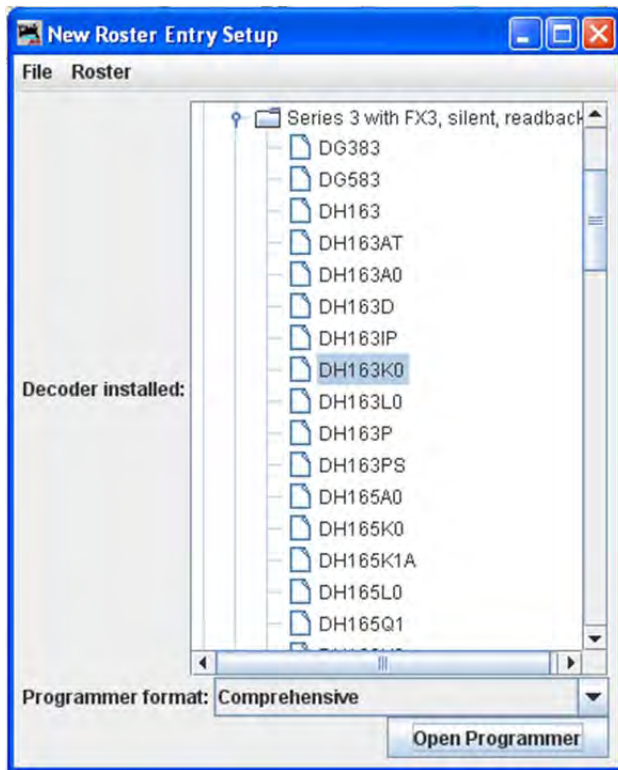 New Roster Entry Setup
File Roster
Series 3 with FX3, silent, readback
DG383
DG583
DH163
DH163AT
DH163A0
DH163D
DH163IP
Decoder installed:
DH163K0
DH163L0
DH163P
DH163PS
DH165A0
DH165K0
DH165K1A
DH165L0
DH165Q1
Programmer format: Comprehensive
Open Programmer